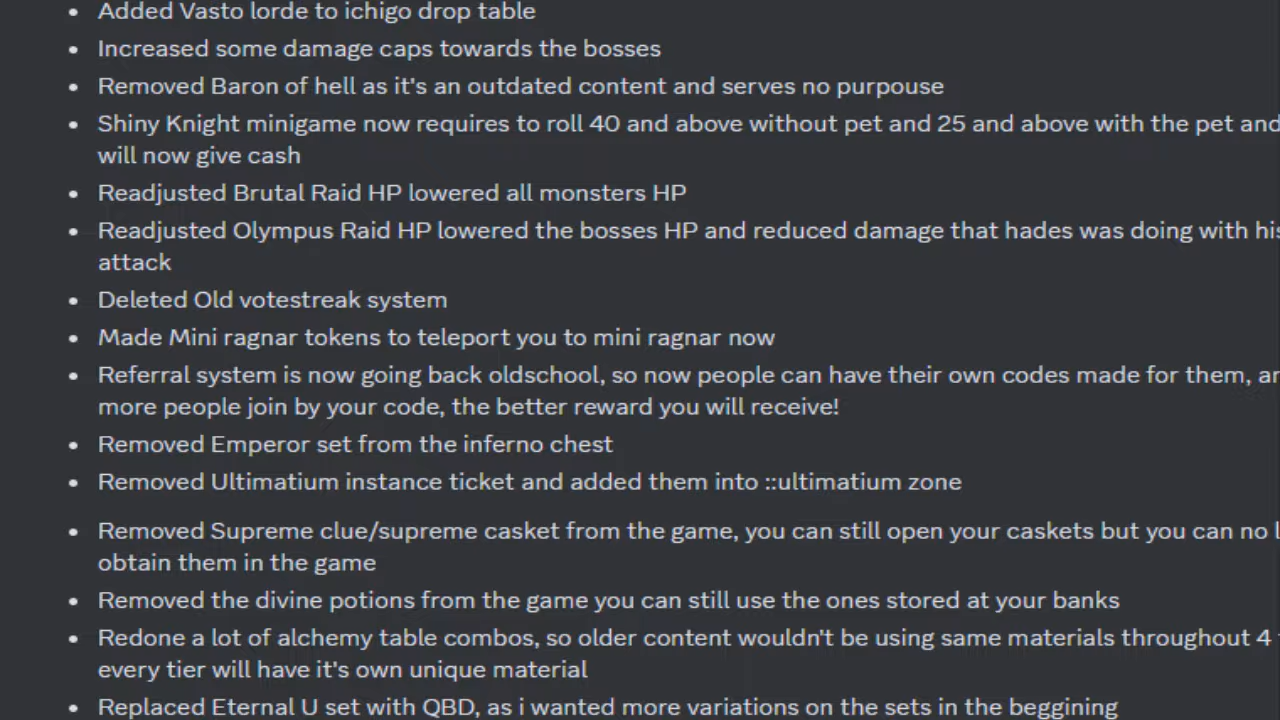 • Added Vasto lorde to ichigo drop table
• Increased some damage caps towards the bosses
• Removed Baron of hell as it's an outdated content and serves no purpouse
• Shiny Knight minigame now requires to roll 40 and above without pet and 25 and above with the pet and
will now give cash
• Readjusted Brutal Raid HP lowered all monsters HP
• Readjusted Olympus Raid HP lowered the bosses HP and reduced damage that hades was doing with his
attack
• Deleted Old votestreak system
• Made Mini ragnar tokens to teleport you to mini ragnar now
• Referral system is now going back oldschool, so now people can have their own codes made for them,
more people join by your code, the better reward you will receive!
• Removed Emperor set from the inferno chest
• Removed Ultimatium instance ticket and added them into ::ultimatium zone
• Removed Supreme clue/supreme casket from the game, you can still open your caskets but you can no
obtain them in the game
• Removed the divine potions from the game you can still use the ones stored at your banks
• Redone a lot of alchemy table combos, so older content wouldn't be using same materials throughout 4
every tier will have it's own unique material
• Replaced Eternal U set with QBD, as i wanted more variations on the sets in the beggining